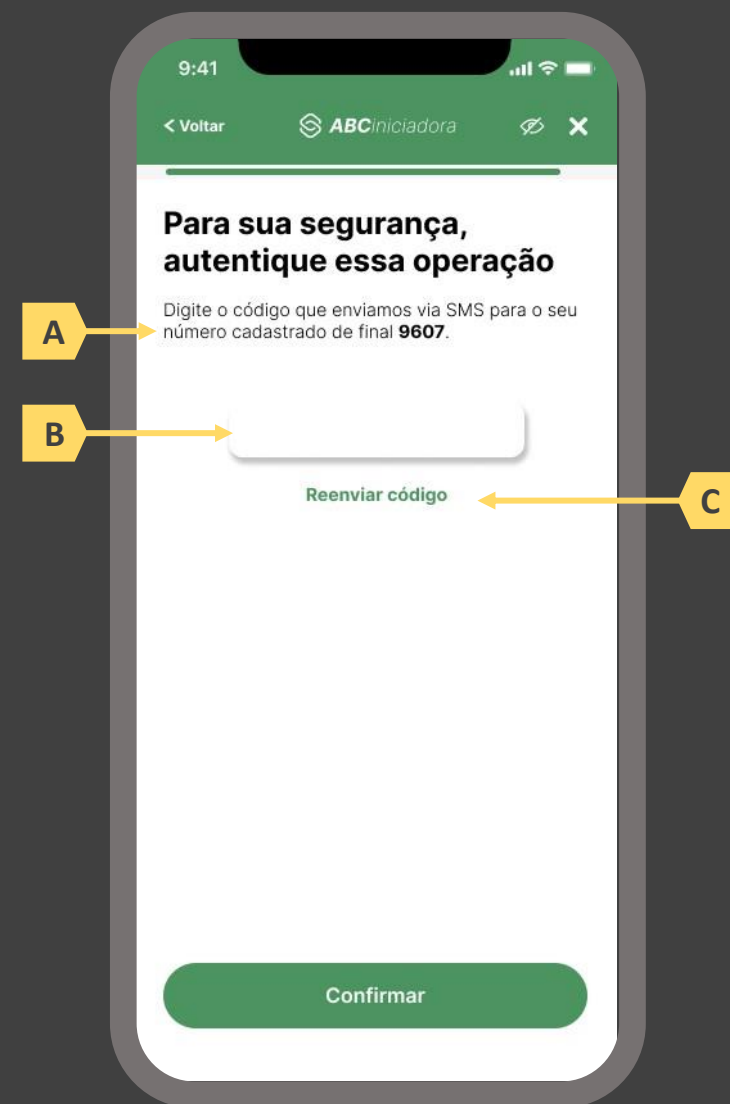 9:41
< Voltar
ABCiniciadora
Para sua segurança,
autentique essa operação
Digite o código que enviamos via SMS para o seu
A
número cadastrado de final 9607.
B
Reenviar código
C
Confirmar